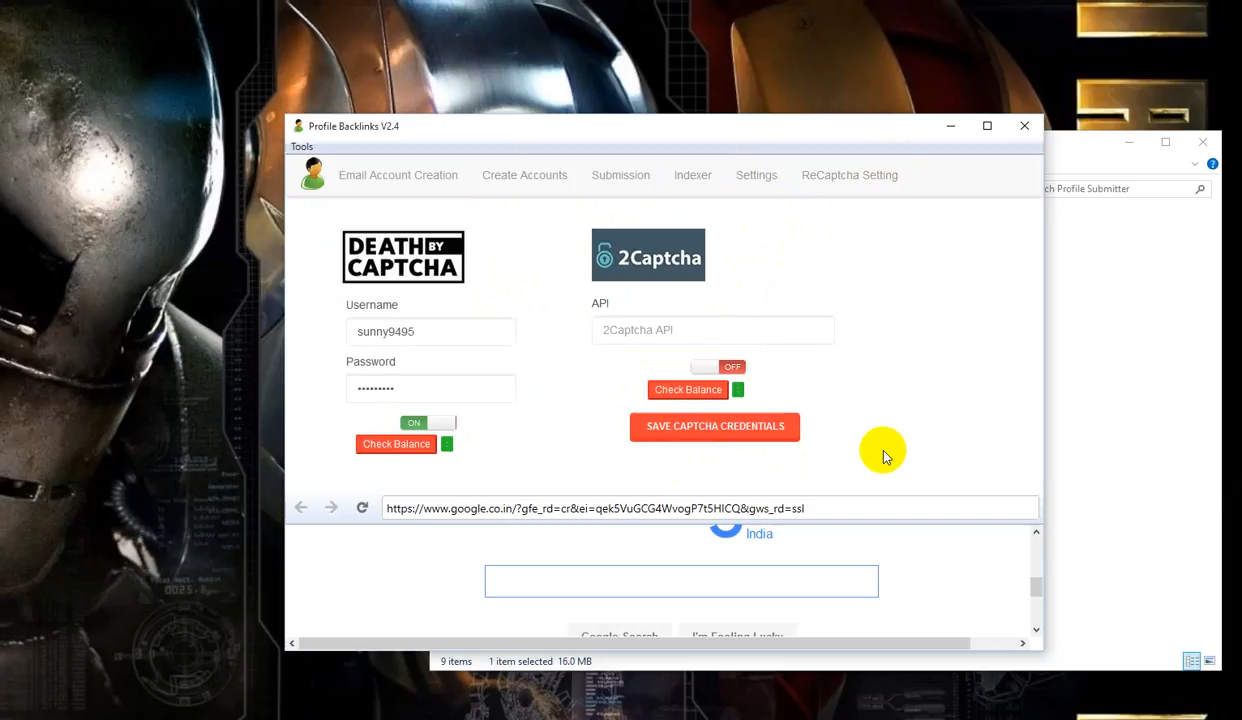 Profile Backlinks V2.4
Tools
Email Account Creation Create Accounts Submission Indexer Settings ReCaptcha Setting
ch Profile Submitter
DEATH BY CAPTCHA
2Captcha
Username
API
sunny9495
2Captcha API
Password
•••••••••
OFF
Check Balance
ON
SAVE CAPTCHA CREDENTIALS
Check Balance
https://www.google.co.in/?gfe_rd=cr&ei=qek5VuGCG4WvogP7t5HICQ&gws_rd=ssl
India
Google Search I'm Feeling Lucky
9 items 1 item selected 16.0 MB